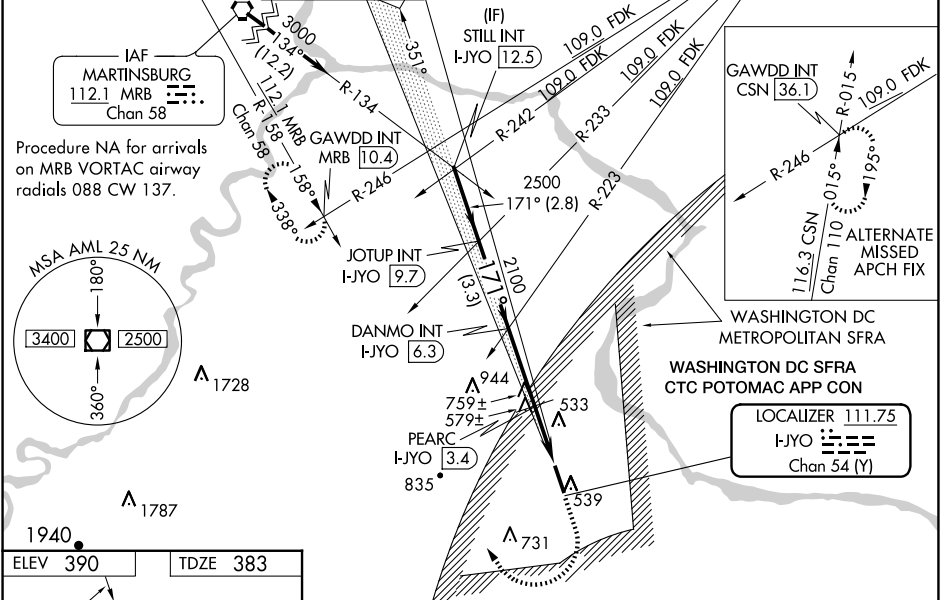 IAF
MARTINSBURG
112.1 MRB
Chan 58
3000
134°
(12.2)
R-134
351°
(IF)
STILL INT
I-JYO 12.5
109.0 FDK
109.0 FDK
109.0 FDK
109.0 FDK
R-242
R-233
R-223
R-246
Procedure NA for arrivals
on MRB VORTAC airway
radials 088 CW 137.
112.1 MRB
R-158
Chan 58
158°
338°
GAWDD INT
MRB 10.4
2500
171° (2.8)
JOTUP INT
I-JYO 9.7
171°
2100
(3.3)
DANMO INT
I-JYO 6.3
GAWDD INT
CSN 36.1
R-015
109.0 FDK
R-246
015°
195°
116.3 CSN
Chan 110
ALTERNATE
MISSED
APCH FIX
WASHINGTON DC
METROPOLITAN SFRA
WASHINGTON DC SFRA
CTC POTOMAC APP CON
LOCALIZER 111.75
I-JYO
Chan 54 (Y)
MSA AML 25 NM
180°
3400
2500
360°
1728
944
759±
579±
533
PEARC
I-JYO 3.4
835
539
731
1787
1940
ELEV 390
TDZE 383